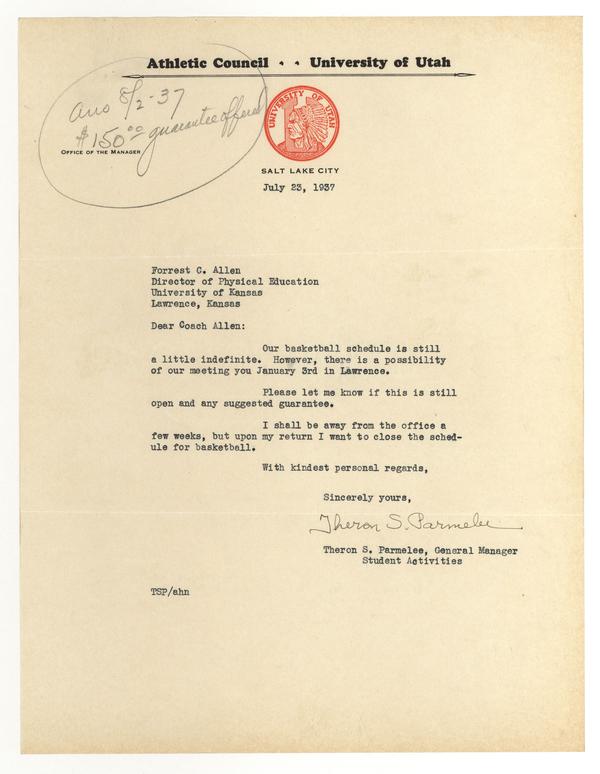 Athletic Council · · University of Utah
Ans 8/2-37
$150.00 guarantee offered
OFFICE OF THE MANAGER
UNIVERSITY OF UTAH
SALT LAKE CITY
July 23, 1937
Forrest C. Allen
Director of Physical Education
University of Kansas
Lawrence, Kansas
Dear Coach Allen:
Our basketball schedule is still
a little indefinite. However, there is a possibility
of our meeting you January 3rd in Lawrence.
Please let me know if this is still
open and any suggested guarantee.
I shall be away from the office a
few weeks, but upon my return I want to close the sched-
ule for basketball.
With kindest personal regards,
Sincerely yours,
Theron S. Parmelee
Theron S. Parmelee, General Manager
Student Activities
TSP/ahn